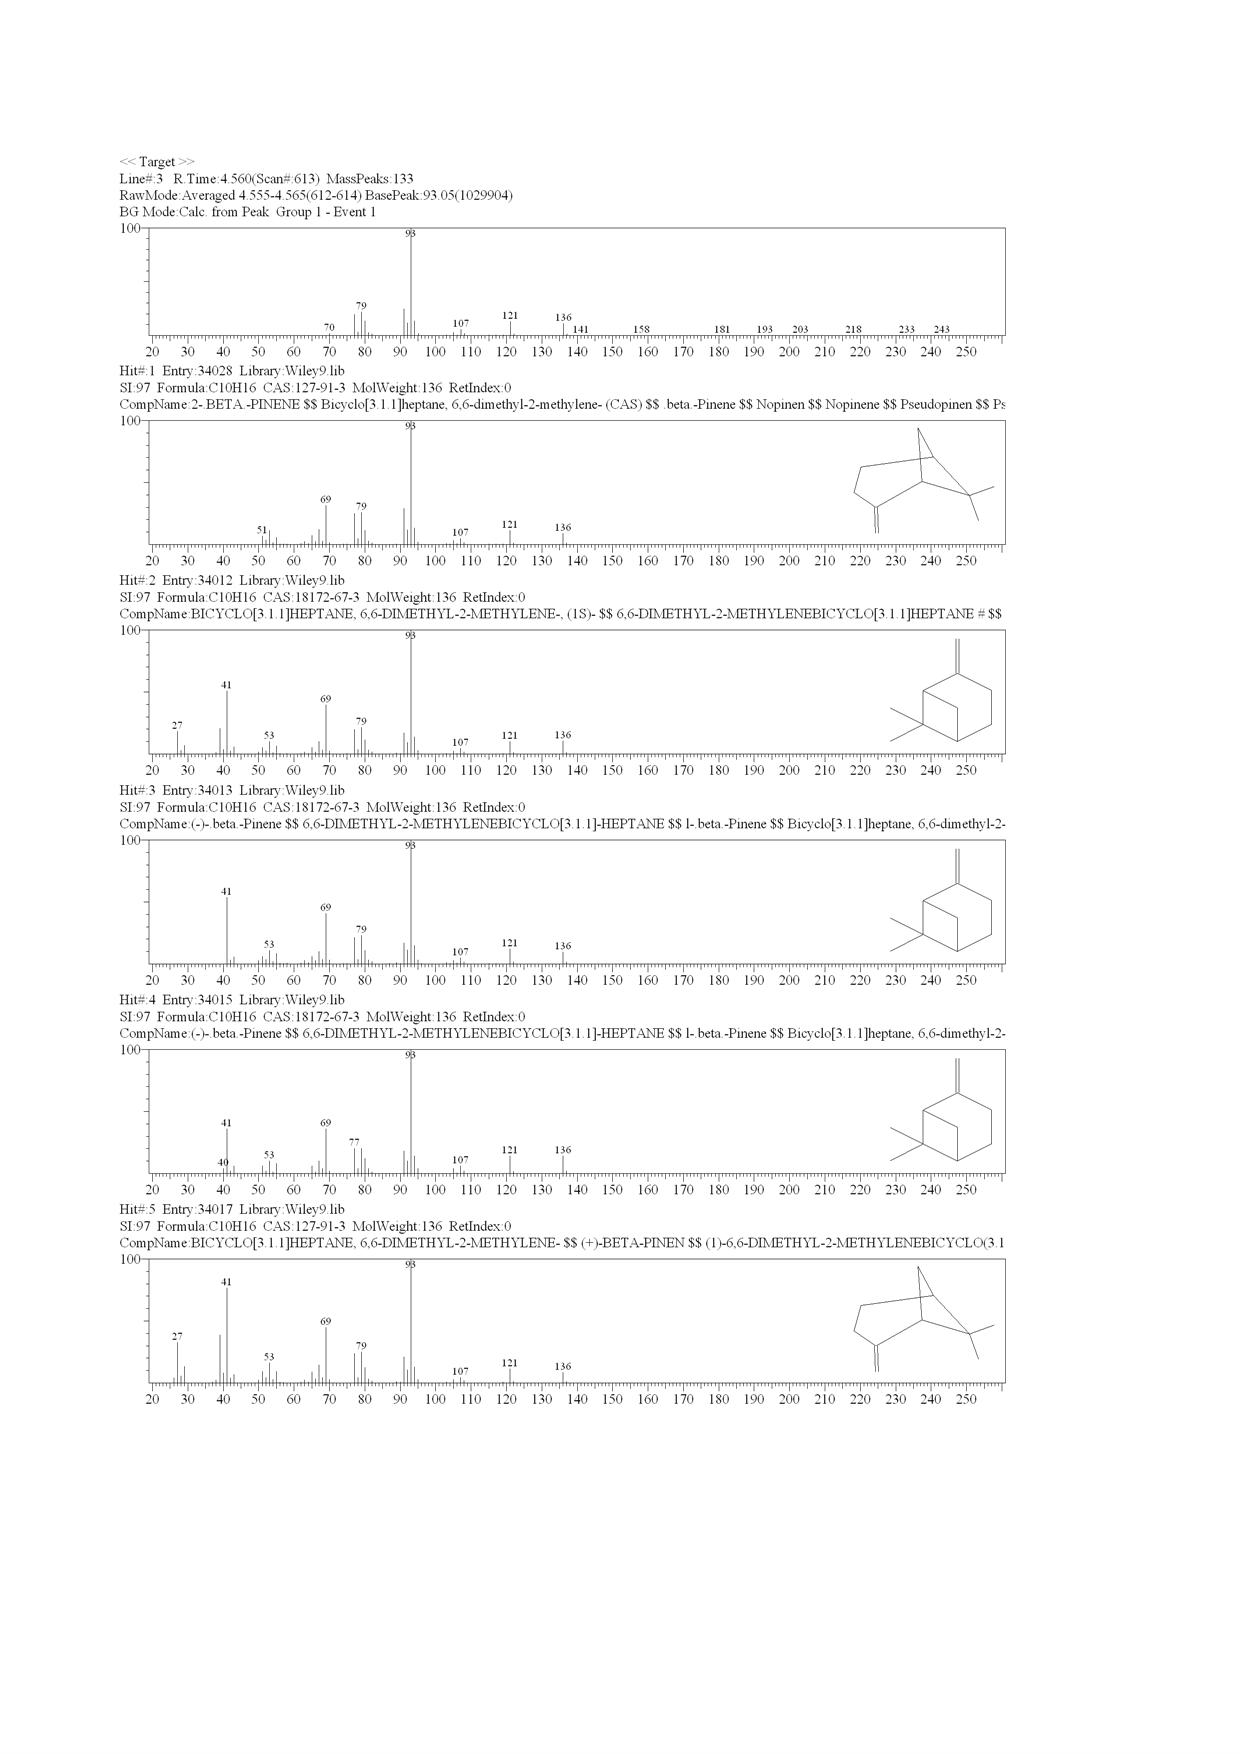 << Target >>
Line#:3 R.Time:4.560(Scan#:613) MassPeaks:133
RawMode:Averaged 4.555-4.565(612-614) BasePeak:93.05(1029904)
BG Mode:Calc. from Peak Group 1 - Event 1
100
93
79
70
107
121
136
141
158
181
193
203
218
233
243
20 30 40 50 60 70 80 90 100 110 120 130 140 150 160 170 180 190 200 210 220 230 240 250
Hit#:1 Entry:34028 Library:Wiley9.lib
SI:97 Formula:C10H16 CAS:127-91-3 MolWeight:136 RetIndex:0
CompName:2-.BETA.-PINENE $$ Bicyclo[3.1.1]heptane, 6,6-dimethyl-2-methylene- (CAS) $$ .beta.-Pinene $$ Nopinen $$ Nopinene $$ Pseudopinen $$ Ps
100
93
69
79
51
107
121
136
20 30 40 50 60 70 80 90 100 110 120 130 140 150 160 170 180 190 200 210 220 230 240 250
Hit#:2 Entry:34012 Library:Wiley9.lib
SI:97 Formula:C10H16 CAS:18172-67-3 MolWeight:136 RetIndex:0
CompName:BICYCLO[3.1.1]HEPTANE, 6,6-DIMETHYL-2-METHYLENE-, (1S)- $$ 6,6-DIMETHYL-2-METHYLENEBICYCLO[3.1.1]HEPTANE # $$
100
93
41
69
27
79
53
107
121
136
20 30 40 50 60 70 80 90 100 110 120 130 140 150 160 170 180 190 200 210 220 230 240 250
Hit#:3 Entry:34013 Library:Wiley9.lib
SI:97 Formula:C10H16 CAS:18172-67-3 MolWeight:136 RetIndex:0
CompName:(-)-.beta.-Pinene $$ 6,6-DIMETHYL-2-METHYLENEBICYCLO[3.1.1]-HEPTANE $$ l-.beta.-Pinene $$ Bicyclo[3.1.1]heptane, 6,6-dimethyl-2-
100
93
41
69
79
53
107
121
136
20 30 40 50 60 70 80 90 100 110 120 130 140 150 160 170 180 190 200 210 220 230 240 250
Hit#:4 Entry:34015 Library:Wiley9.lib
SI:97 Formula:C10H16 CAS:18172-67-3 MolWeight:136 RetIndex:0
CompName:(-)-.beta.-Pinene $$ 6,6-DIMETHYL-2-METHYLENEBICYCLO[3.1.1]-HEPTANE $$ l-.beta.-Pinene $$ Bicyclo[3.1.1]heptane, 6,6-dimethyl-2-
100
93
41
69
77
53
40
107
121
136
20 30 40 50 60 70 80 90 100 110 120 130 140 150 160 170 180 190 200 210 220 230 240 250
Hit#:5 Entry:34017 Library:Wiley9.lib
SI:97 Formula:C10H16 CAS:127-91-3 MolWeight:136 RetIndex:0
CompName:BICYCLO[3.1.1]HEPTANE, 6,6-DIMETHYL-2-METHYLENE- $$ (+)-BETA-PINEN $$ (1)-6,6-DIMETHYL-2-METHYLENEBICYCLO(3.1
100
93
41
69
27
79
53
107
121
136
20 30 40 50 60 70 80 90 100 110 120 130 140 150 160 170 180 190 200 210 220 230 240 250